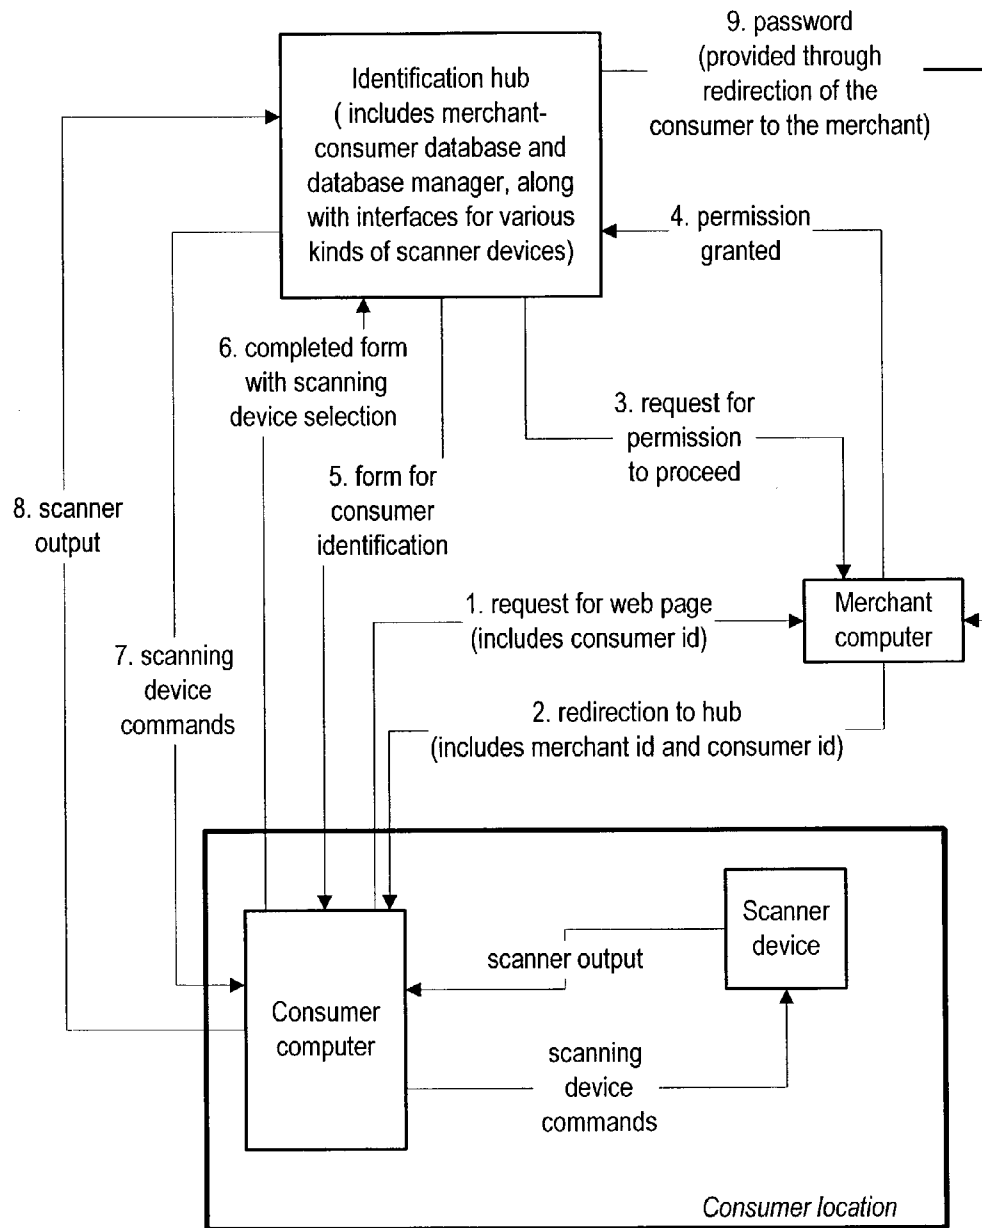 9. password
(provided through
redirection of the
consumer to the merchant)
Identification hub
( includes merchant-
consumer database and
database manager, along
with interfaces for various
kinds of scanner devices)
4. permission
granted
6. completed form
with scanning
device selection
3. request for
permission
to proceed
5. form for
consumer
identification
8. scanner
output
1. request for web page
(includes consumer id)
Merchant
computer
7. scanning
device
commands
2. redirection to hub
(includes merchant id and consumer id)
Scanner
device
scanner output
Consumer
computer
scanning
device
commands
Consumer location